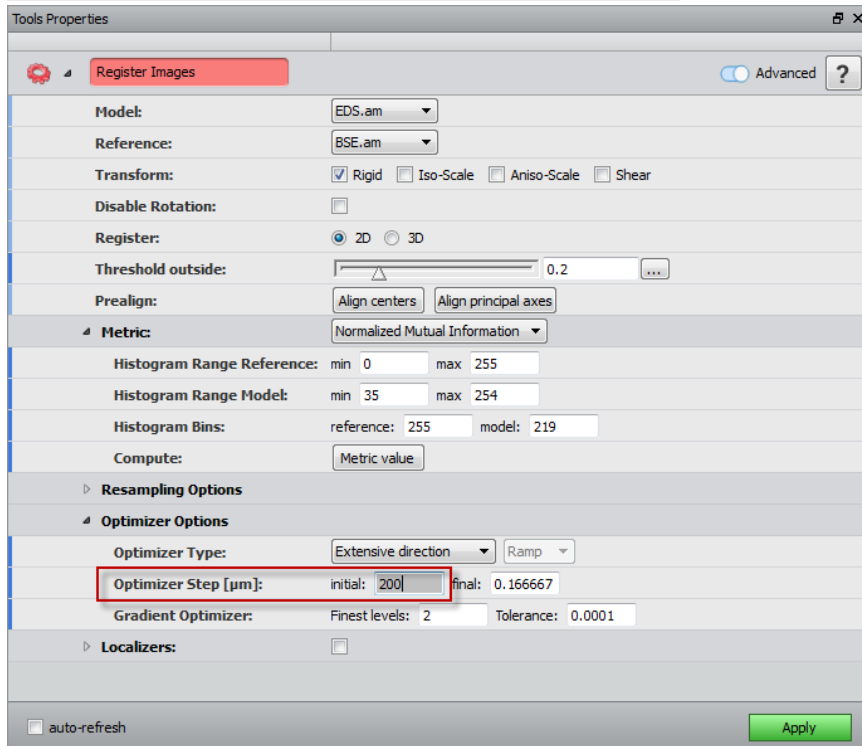 Tools Properties
Register Images Advanced ?
Model: EDS.am
Reference: BSE.am
Transform: Rigid Iso-Scale Aniso-Scale Shear
Disable Rotation:
Register: 2D 3D
Threshold outside: 0.2 ...
Prealign: Align centers Align principal axes
Metric: Normalized Mutual Information
Histogram Range Reference: min 0 max 255
Histogram Range Model: min 35 max 254
Histogram Bins: reference: 255 model: 219
Compute: Metric value
Resampling Options
Optimizer Options
Optimizer Type: Extensive direction Ramp
Optimizer Step [µm]: initial: 200 final: 0.166667
Gradient Optimizer: Finest levels: 2 Tolerance: 0.0001
Localizers:
auto-refresh Apply